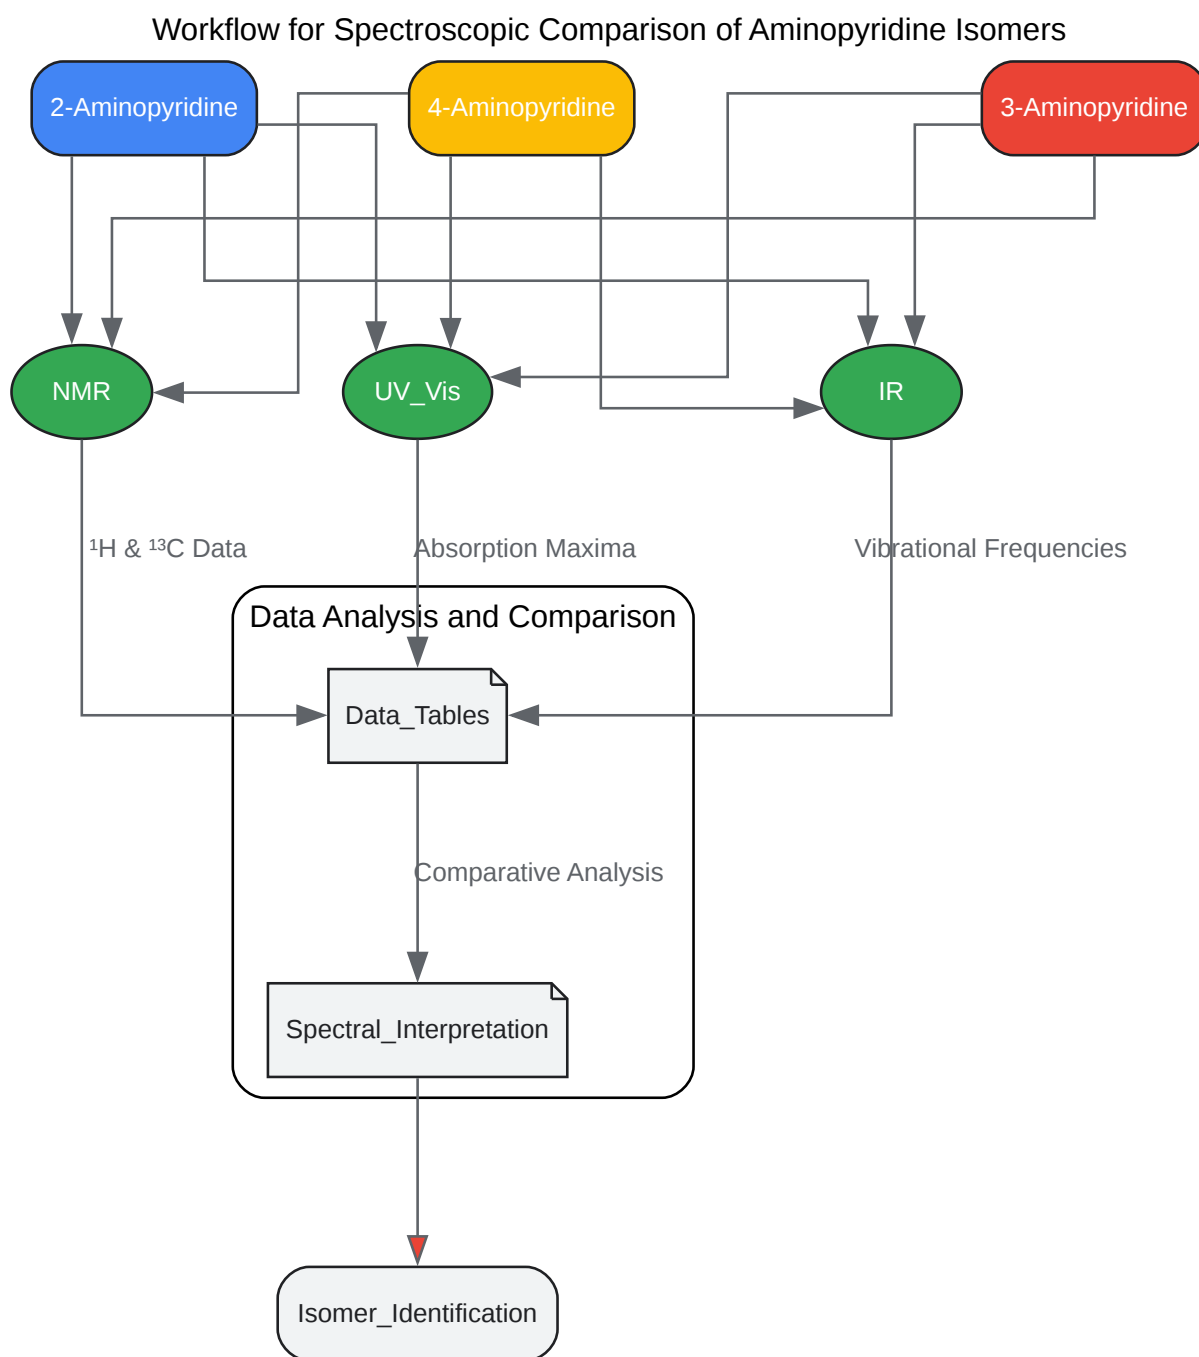 Workflow for Spectroscopic Comparison of Aminopyridine Isomers
2-Aminopyridine
4-Aminopyridine
3-Aminopyridine
NMR
UV_Vis
IR
¹H & ¹³C Data
Absorption Maxima
Vibrational Frequencies
Data Analysis and Comparison
Data_Tables
Comparative Analysis
Spectral_Interpretation
Isomer_Identification